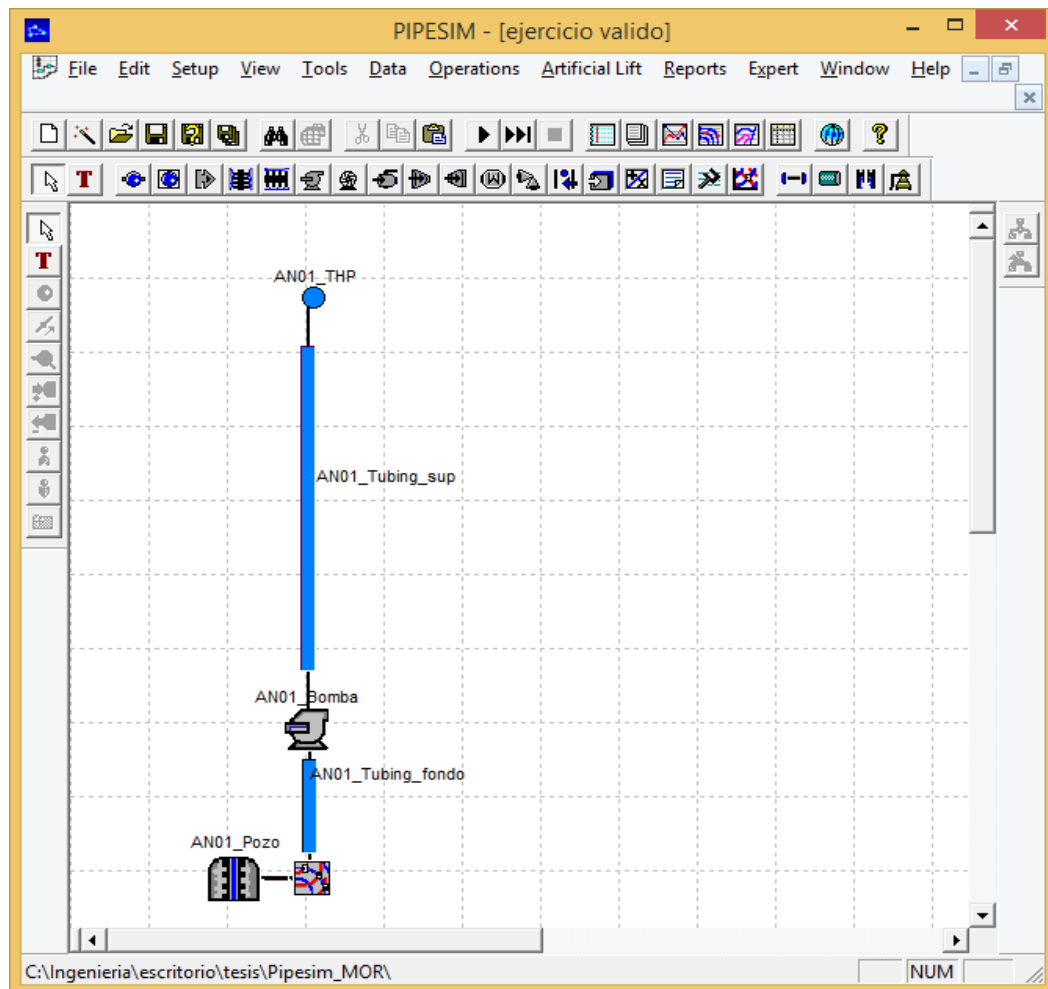 PIPESIM - [ejercicio valido]
File Edit Setup View Tools Data Operations Artificial Lift Reports Expert Window Help
T
T
AN01_THP
AN01_Tubing_sup
AN01_Bomba
AN01_Tubing_fondo
AN01_Pozo
C:\Ingenieria\escritorio\tesis\Pipesim_MOR\ NUM